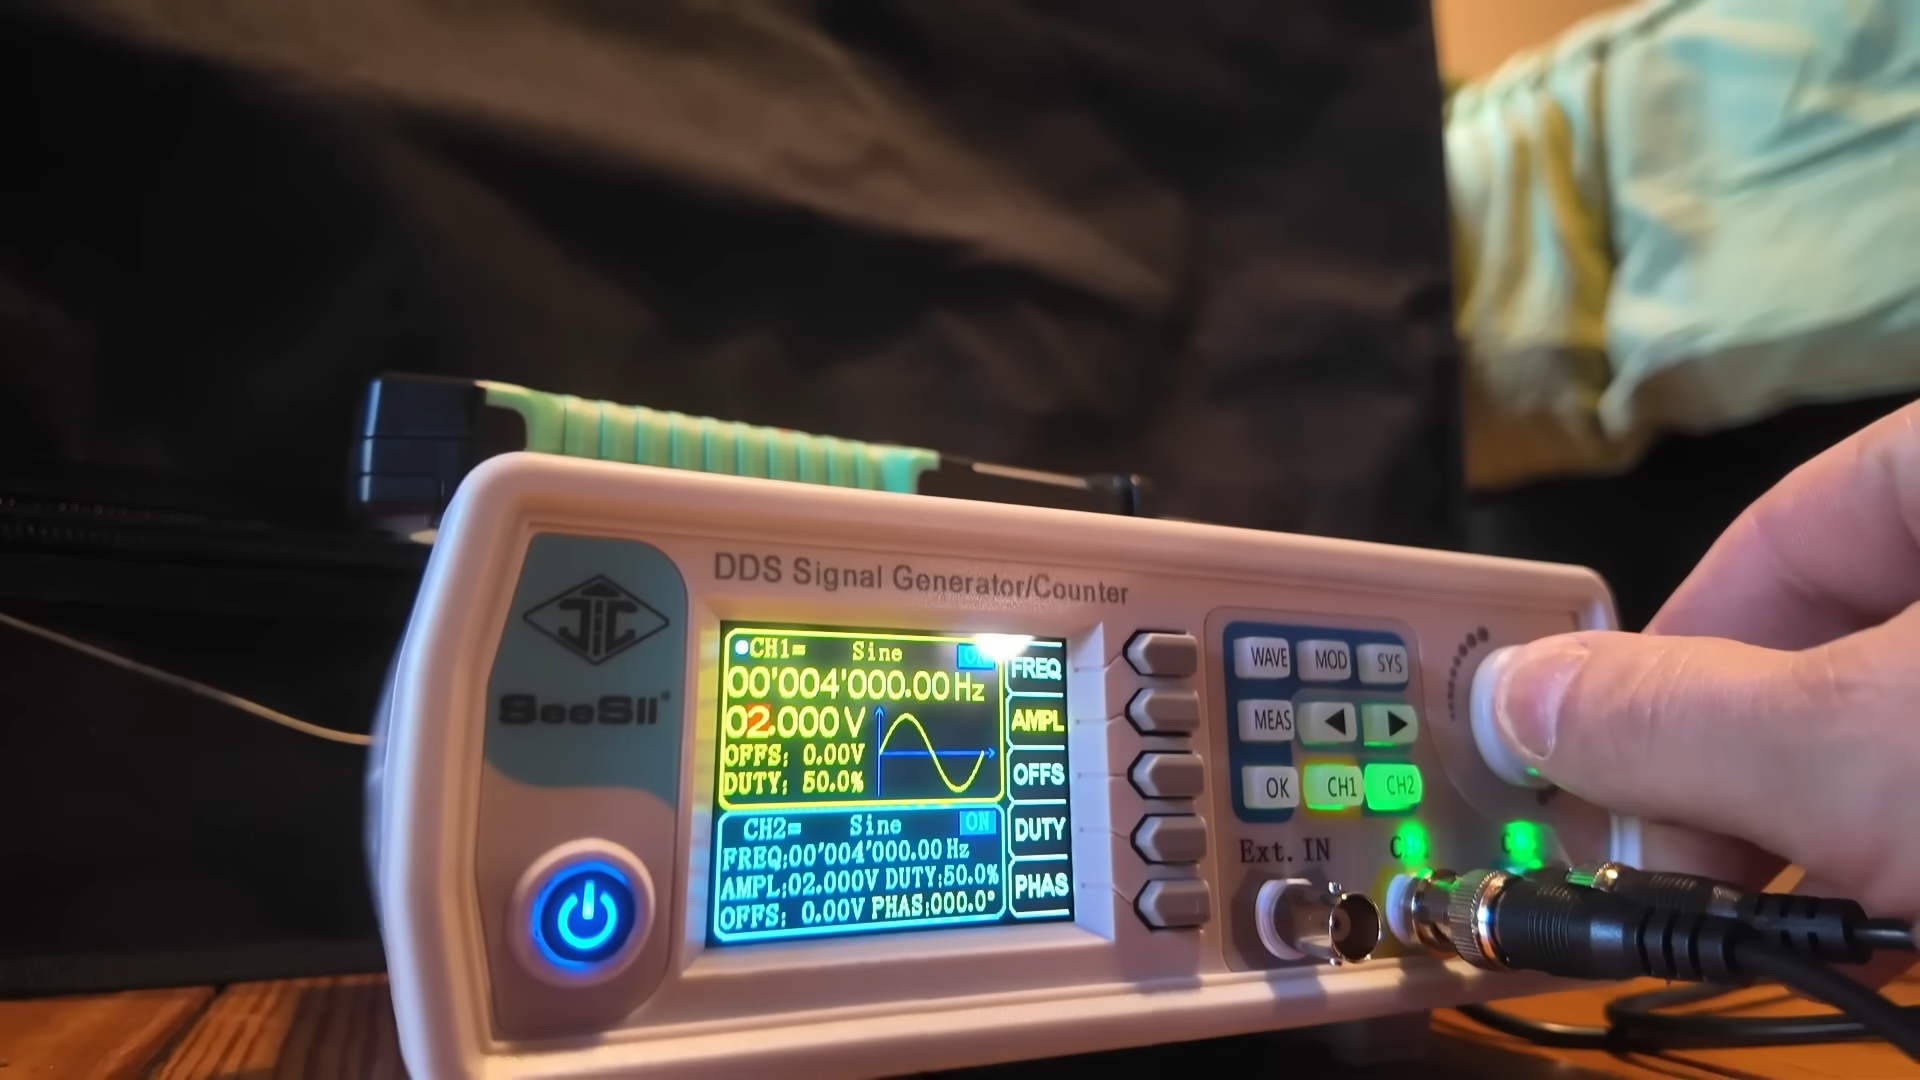 DDS Signal Generator/Counter
SeeSii
CH1= Sine ON
00'004'000.00 Hz
02.000 V
OFFS: 0.00V
DUTY: 50.0%
CH2= Sine ON
FREQ:00'004'000.00 Hz
AMPL:02.000V DUTY:50.0%
OFFS: 0.00V PHAS:000.0°
FREQ
AMPL
OFFS
DUTY
PHAS
WAVE MOD SYS
MEAS
OK CH1 CH2
Ext. IN